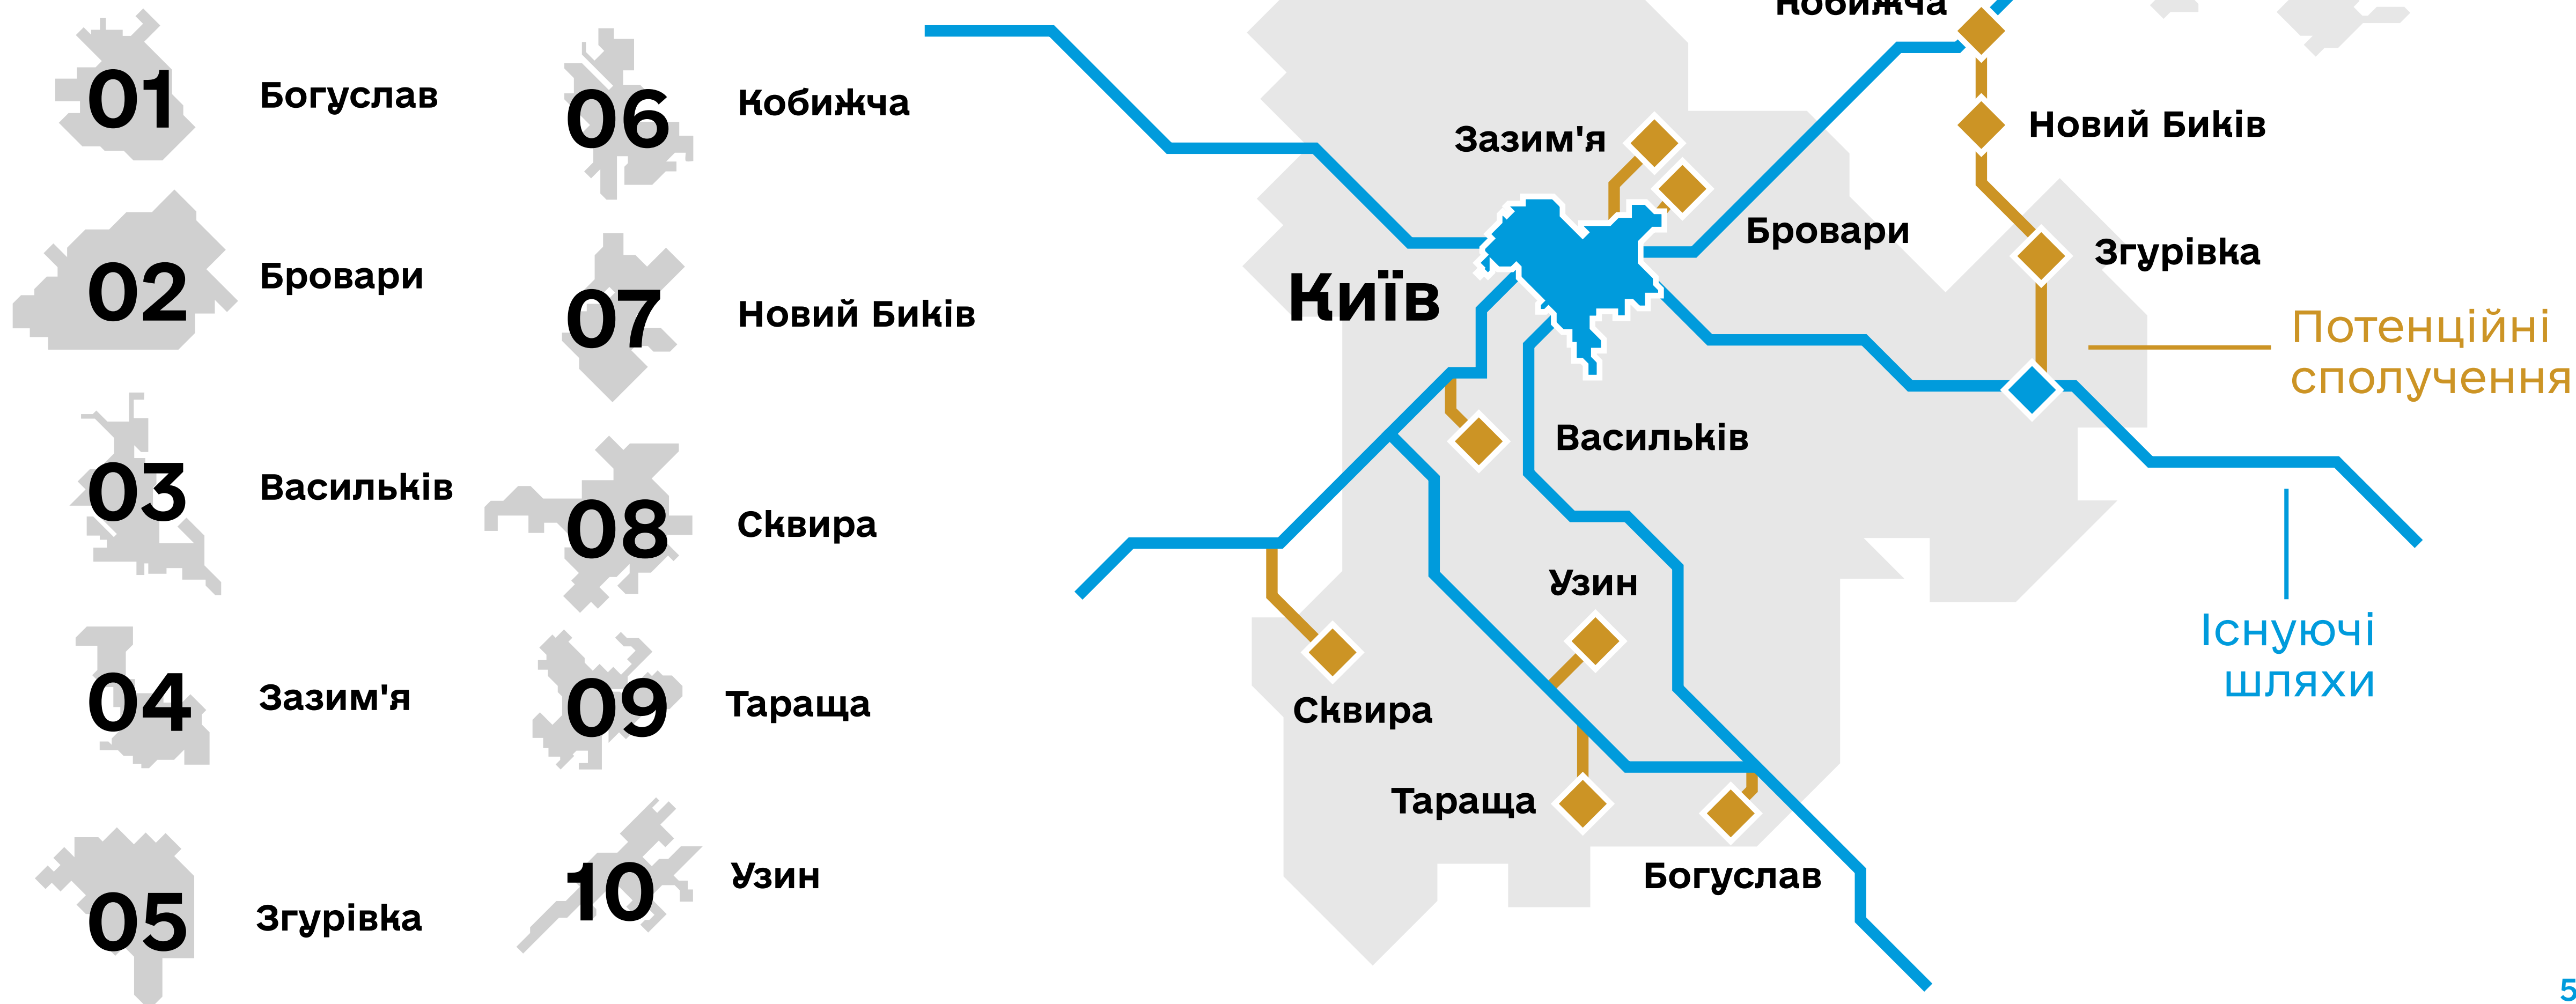 01
Богуслав
02
Бровари
03
Васильків
04
Зазим'я
05
Згурівка
06
Кобижча
07
Новий Биків
08
Сквира
09
Тараща
10
Узин
Кобижча
Новий Биків
Зазим'я
Бровари
Згурівка
Київ
Потенційні
сполучення
Васильків
Узин
Існуючі
шляхи
Сквира
Тараща
Богуслав
5